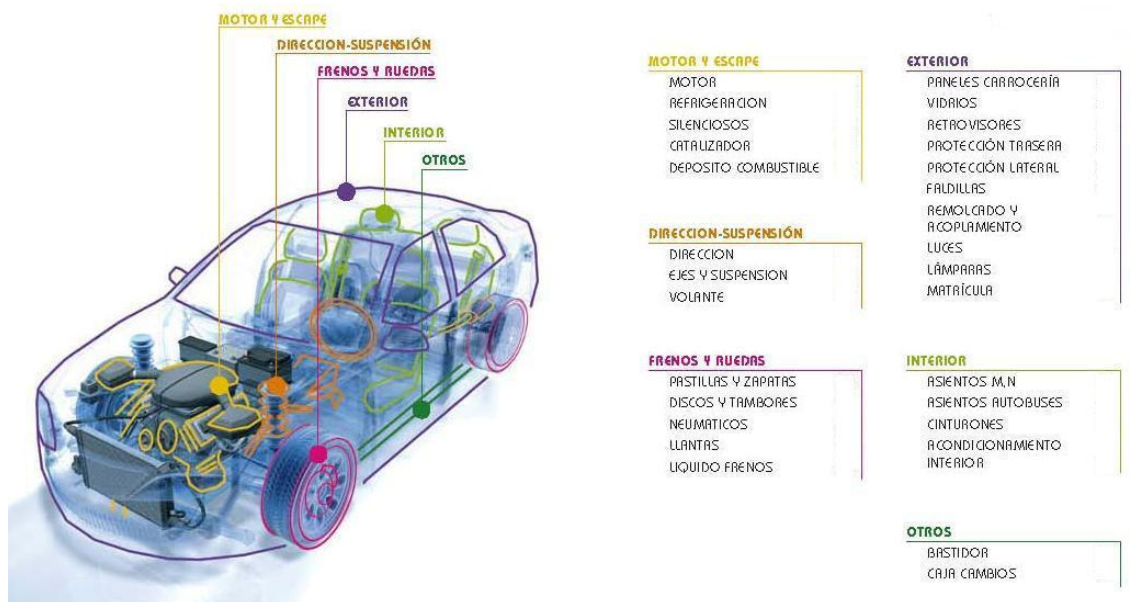 MOTOR Y ESCAPE
DIRECCION-SUSPENSIÓN
FRENOS Y RUEDAS
EXTERIOR
INTERIOR
OTROS
MOTOR Y ESCAPE
MOTOR
REFRIGERACION
SILENCIOSOS
CATALIZADOR
DEPOSITO COMBUSTIBLE
DIRECCION-SUSPENSIÓN
DIRECCION
EJES Y SUSPENSION
VOLANTE
FRENOS Y RUEDAS
PASTILLAS Y ZAPATAS
DISCOS Y TAMBORES
NEUMATICOS
LLANTAS
LIQUIDO FRENOS
EXTERIOR
PANELES CARROCERÍA
VIDRIOS
RETROVISORES
PROTECCIÓN TRASERA
PROTECCIÓN LATERAL
FALDILLAS
REMOLCADO Y
ACOPLAMIENTO
LUCES
LÁMPARAS
MATRÍCULA
INTERIOR
ASIENTOS M,N
ASIENTOS AUTOBUSES
CINTURONES
ACONDICIONAMIENTO
INTERIOR
OTROS
BASTIDOR
CAJA CAMBIOS